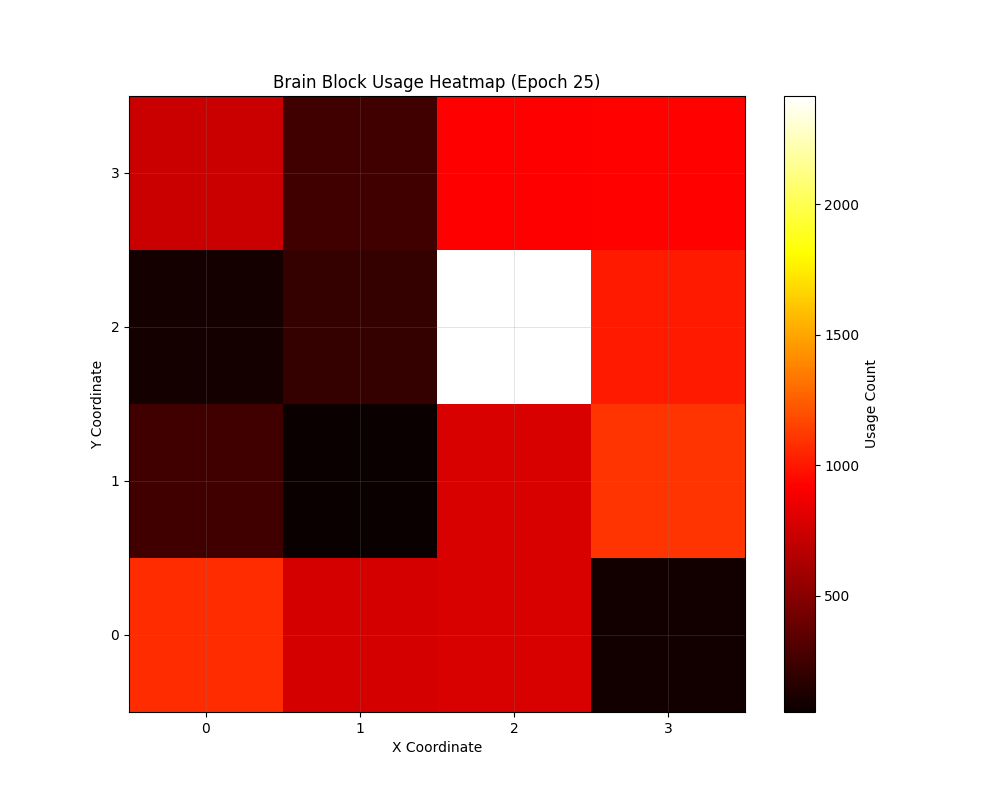 Brain Block Usage Heatmap (Epoch 25)
3
2
1
0
Y Coordinate
0 1 2 3
X Coordinate
2000
1500
1000
500
Usage Count